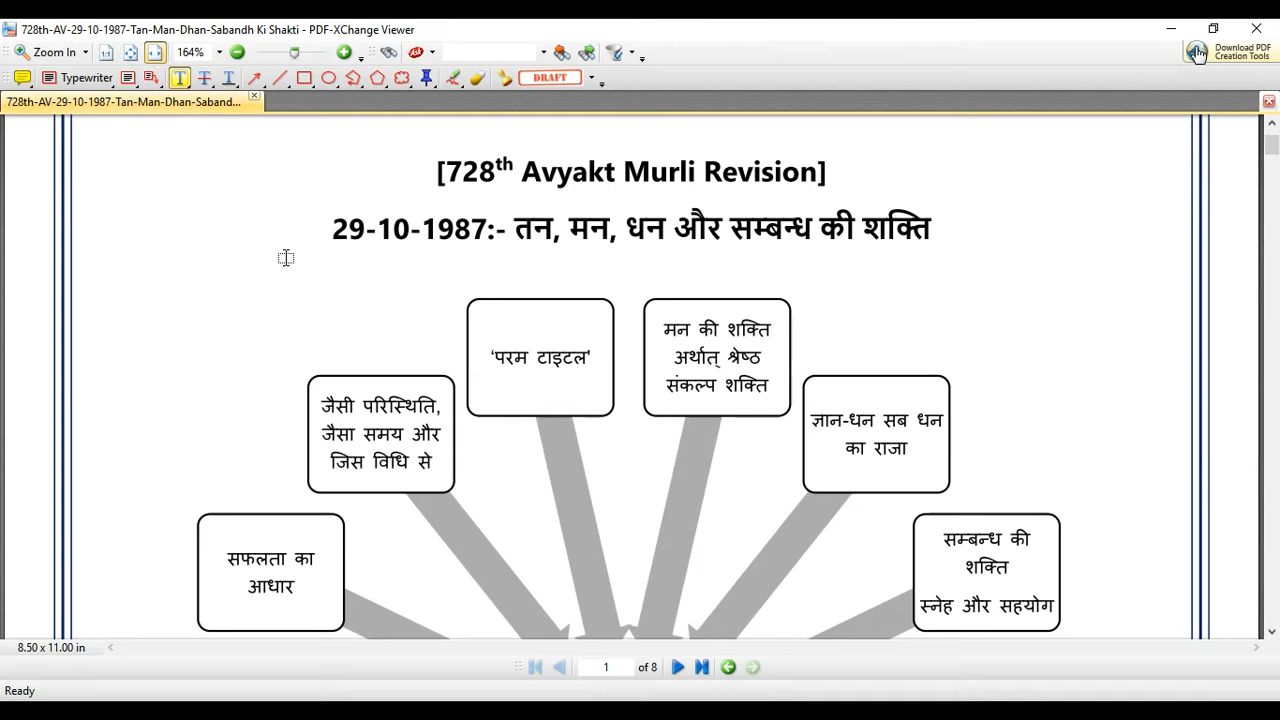 728th-AV-29-10-1987-Tan-Man-Dhan-Sabandh Ki Shakti - PDF-XChange Viewer
Zoom In
164%
Download PDF
Creation Tools
Typewriter
DRAFT
728th-AV-29-10-1987-Tan-Man-Dhan-Saband...
[728th Avyakt Murli Revision]
29-10-1987:- तन, मन, धन और सम्बन्ध की शक्ति
'परम टाइटल'
मन की शक्ति
अर्थात् श्रेष्ठ
संकल्प शक्ति
जैसी परिस्थिति,
जैसा समय और
जिस विधि से
ज्ञान-धन सब धन
का राजा
सफलता का
आधार
सम्बन्ध की
शक्ति
स्नेह और सहयोग
8.50 x 11.00 in
1 of 8
Ready